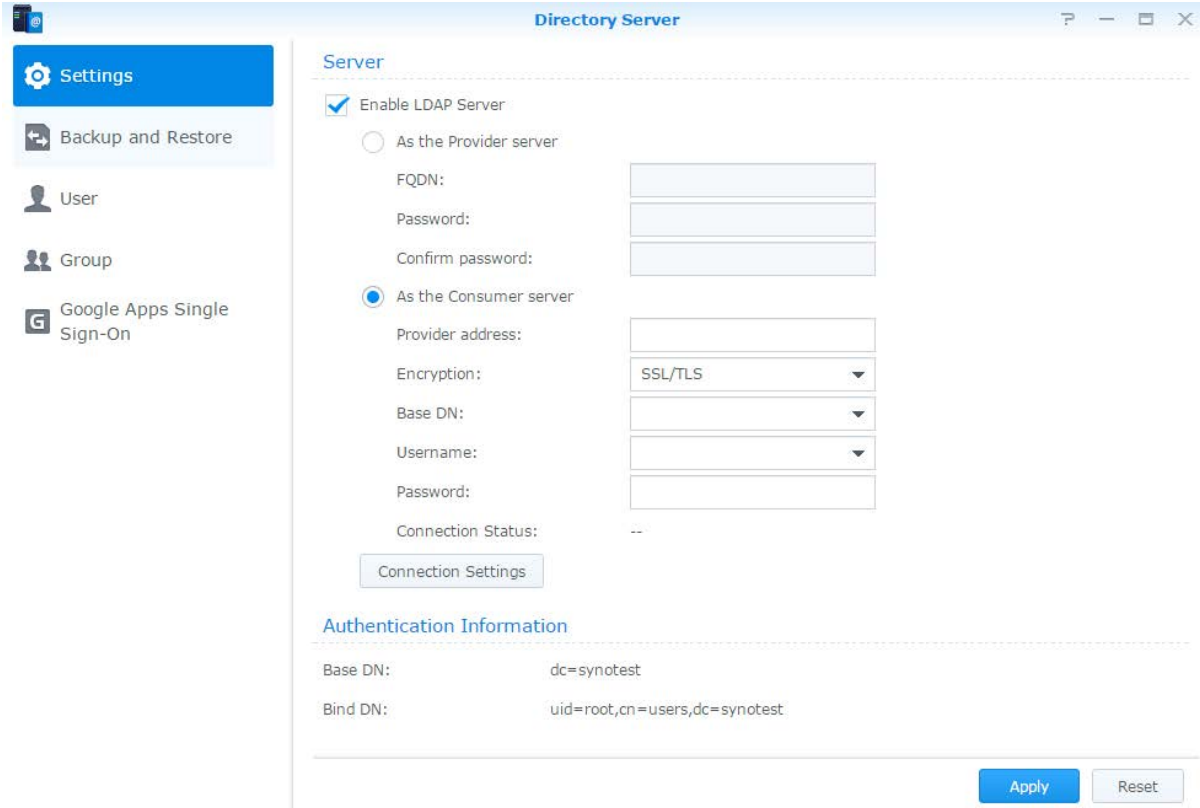 Directory Server
Settings
Backup and Restore
User
Group
Google Apps Single
Sign-On
Server
Enable LDAP Server
As the Provider server
FQDN:
Password:
Confirm password:
As the Consumer server
Provider address:
Encryption: SSL/TLS
Base DN:
Username:
Password:
Connection Status: --
Connection Settings
Authentication Information
Base DN: dc=synotest
Bind DN: uid=root,cn=users,dc=synotest
Apply Reset